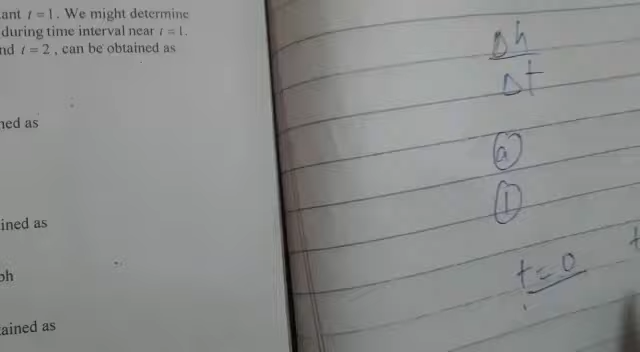 ant t = 1. We might determine
during time interval near t = 1.
nd t = 2, can be obtained as
ned as
ined as
ph
tained as
Δh
Δt
a
1
t = 0
t